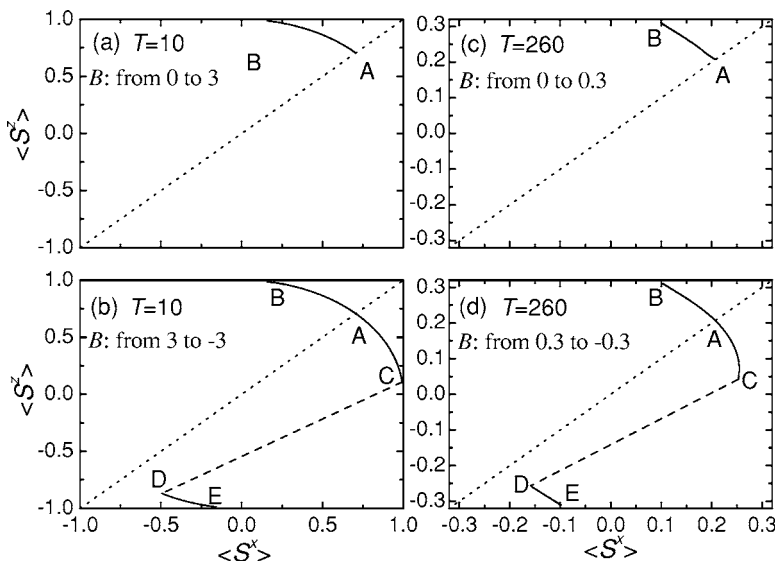 (a) T=10
B: from 0 to 3
A
B
<S^z>
1.0
0.5
0.0
-0.5
-1.0
(c) T=260
B: from 0 to 0.3
A
B
0.3
0.2
0.1
0.0
-0.1
-0.2
-0.3
(b) T=10
B: from 3 to -3
B
A
C
D
E
<S^z>
1.0
0.5
0.0
-0.5
-1.0
-1.0 -0.5 0.0 0.5 1.0
<S^x>
(d) T=260
B: from 0.3 to -0.3
B
A
C
D
E
0.3
0.2
0.1
0.0
-0.1
-0.2
-0.3
-0.3 -0.2 -0.1 0.0 0.1 0.2 0.3
<S^x>